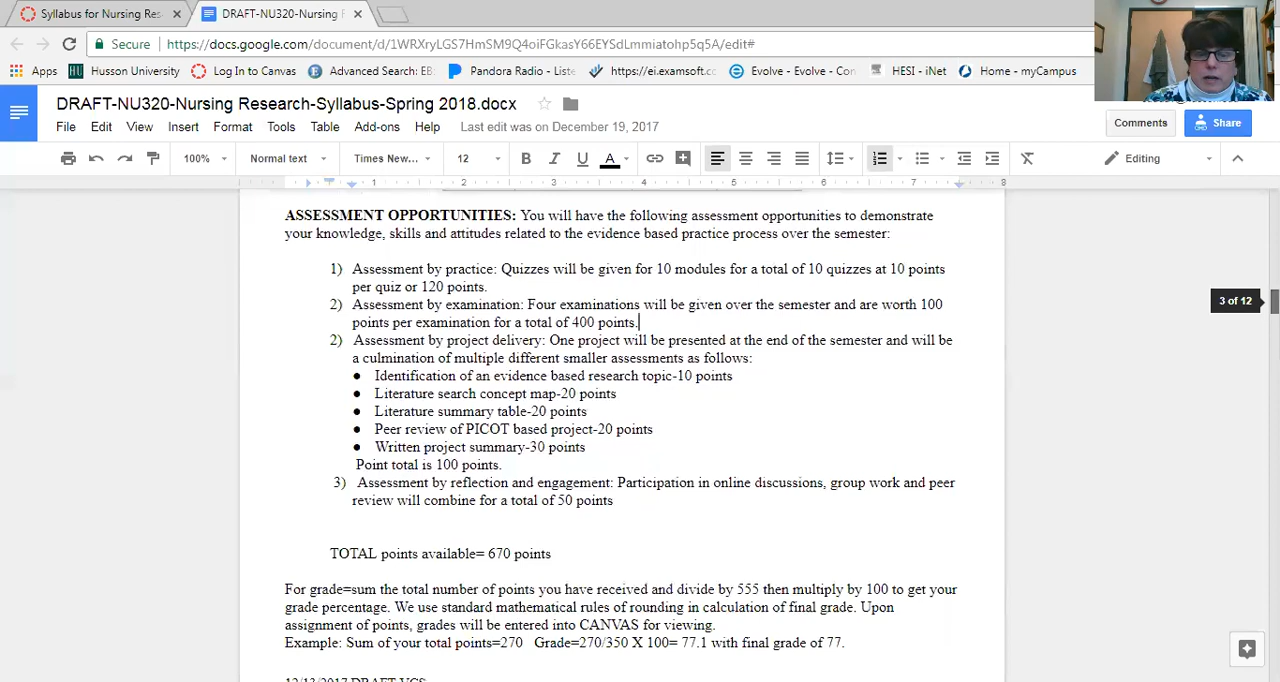 Syllabus for Nursing Res
DRAFT-NU320-Nursing F
Secure https://docs.google.com/document/d/1WRXryLGS7HmSM9Q4oiFGkasY66EYSdLmmiatohp5q5A/edit#
Apps Husson University Log In to Canvas Advanced Search: EBS Pandora Radio - Liste https://ei.examsoft.co Evolve - Evolve - Con HESI - iNet Home - myCampus
DRAFT-NU320-Nursing Research-Syllabus-Spring 2018.docx
Comments Share
File Edit View Insert Format Tools Table Add-ons Help Last edit was on December 19, 2017
100% Normal text Times New... 12 B I U A Editing
1 2 3 4 5 6 7 8
ASSESSMENT OPPORTUNITIES: You will have the following assessment opportunities to demonstrate
your knowledge, skills and attitudes related to the evidence based practice process over the semester:
1) Assessment by practice: Quizzes will be given for 10 modules for a total of 10 quizzes at 10 points
per quiz or 120 points.
2) Assessment by examination: Four examinations will be given over the semester and are worth 100
points per examination for a total of 400 points.
3 of 12
2) Assessment by project delivery: One project will be presented at the end of the semester and will be
a culmination of multiple different smaller assessments as follows:
● Identification of an evidence based research topic-10 points
● Literature search concept map-20 points
● Literature summary table-20 points
● Peer review of PICOT based project-20 points
● Written project summary-30 points
Point total is 100 points.
3) Assessment by reflection and engagement: Participation in online discussions, group work and peer
review will combine for a total of 50 points
TOTAL points available= 670 points
For grade=sum the total number of points you have received and divide by 555 then multiply by 100 to get your
grade percentage. We use standard mathematical rules of rounding in calculation of final grade. Upon
assignment of points, grades will be entered into CANVAS for viewing.
Example: Sum of your total points=270 Grade=270/350 X 100= 77.1 with final grade of 77.
12/13/2017 DRAFT-VCS